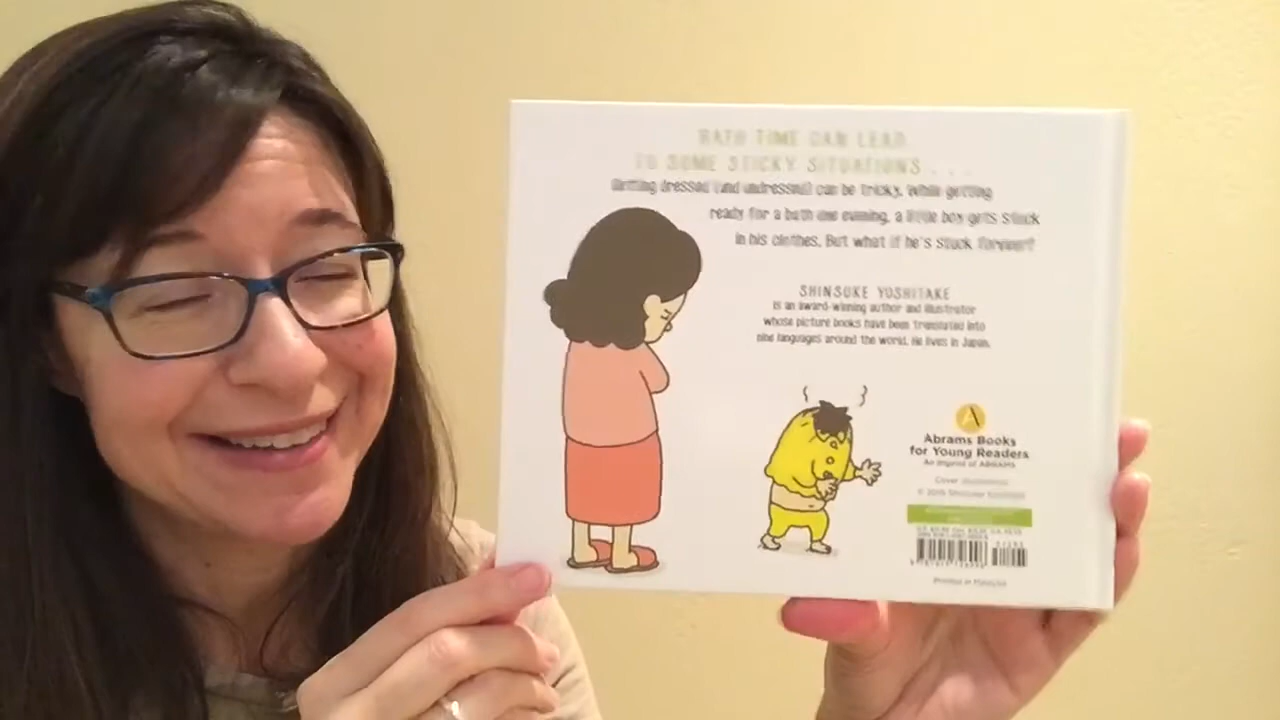 BATH TIME CAN LEAD
TO SOME STICKY SITUATIONS . . .
Getting dressed (and undressed) can be tricky. While getting
ready for a bath one evening, a little boy gets stuck
in his clothes. But what if he's stuck forever?
SHINSUKE YOSHITAKE
is an award-winning author and illustrator
whose picture books have been translated into
nine languages around the world. He lives in Japan.
A
Abrams Books
for Young Readers
An imprint of ABRAMS
Cover
Printed in Malaysia